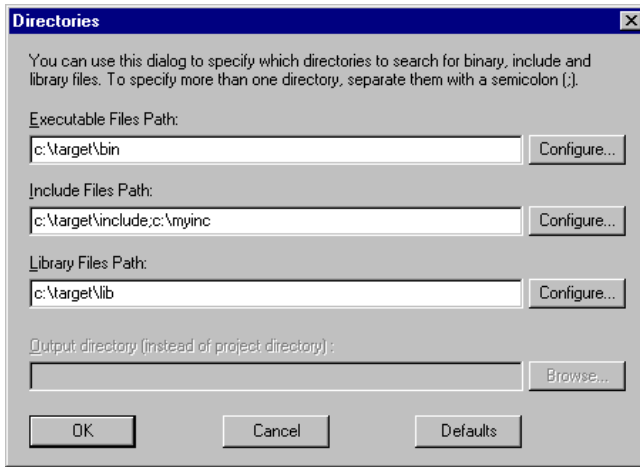 Directories
You can use this dialog to specify which directories to search for binary, include and
library files. To specify more than one directory, separate them with a semicolon (;).
Executable Files Path:
c:\target\bin
Configure...
Include Files Path:
c:\target\include;c:\myinc
Configure...
Library Files Path:
c:\target\lib
Configure...
Output directory (instead of project directory) :
Browse...
OK
Cancel
Defaults